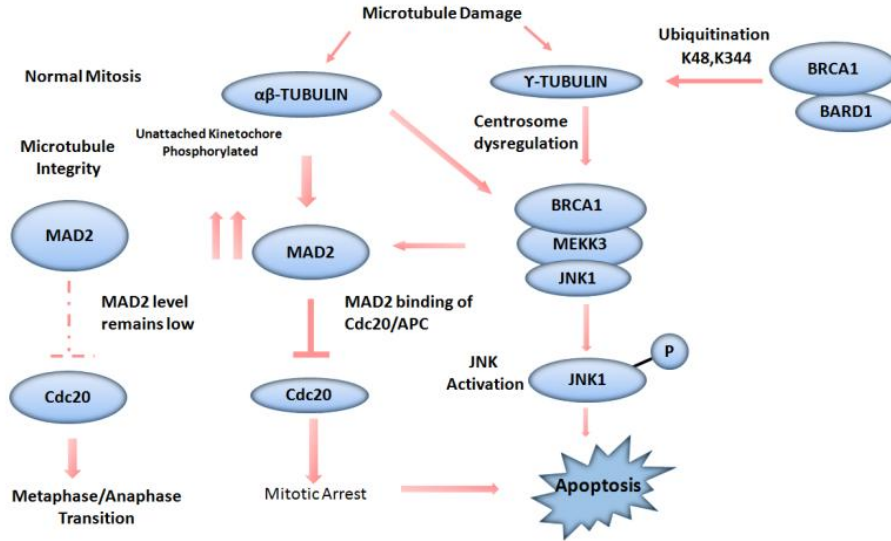 Microtubule Damage
Ubiquitination
K48,K344
BRCA1
BARD1
Normal Mitosis
αβ-TUBULIN
ϒ-TUBULIN
Unattached Kinetochore
Phosphorylated
Centrosome
dysregulation
Microtubule
Integrity
MAD2
MAD2
BRCA1
MEKK3
JNK1
MAD2 level
remains low
MAD2 binding of
Cdc20/APC
JNK
Activation
JNK1
P
Cdc20
Cdc20
Metaphase/Anaphase
Transition
Mitotic Arrest
Apoptosis